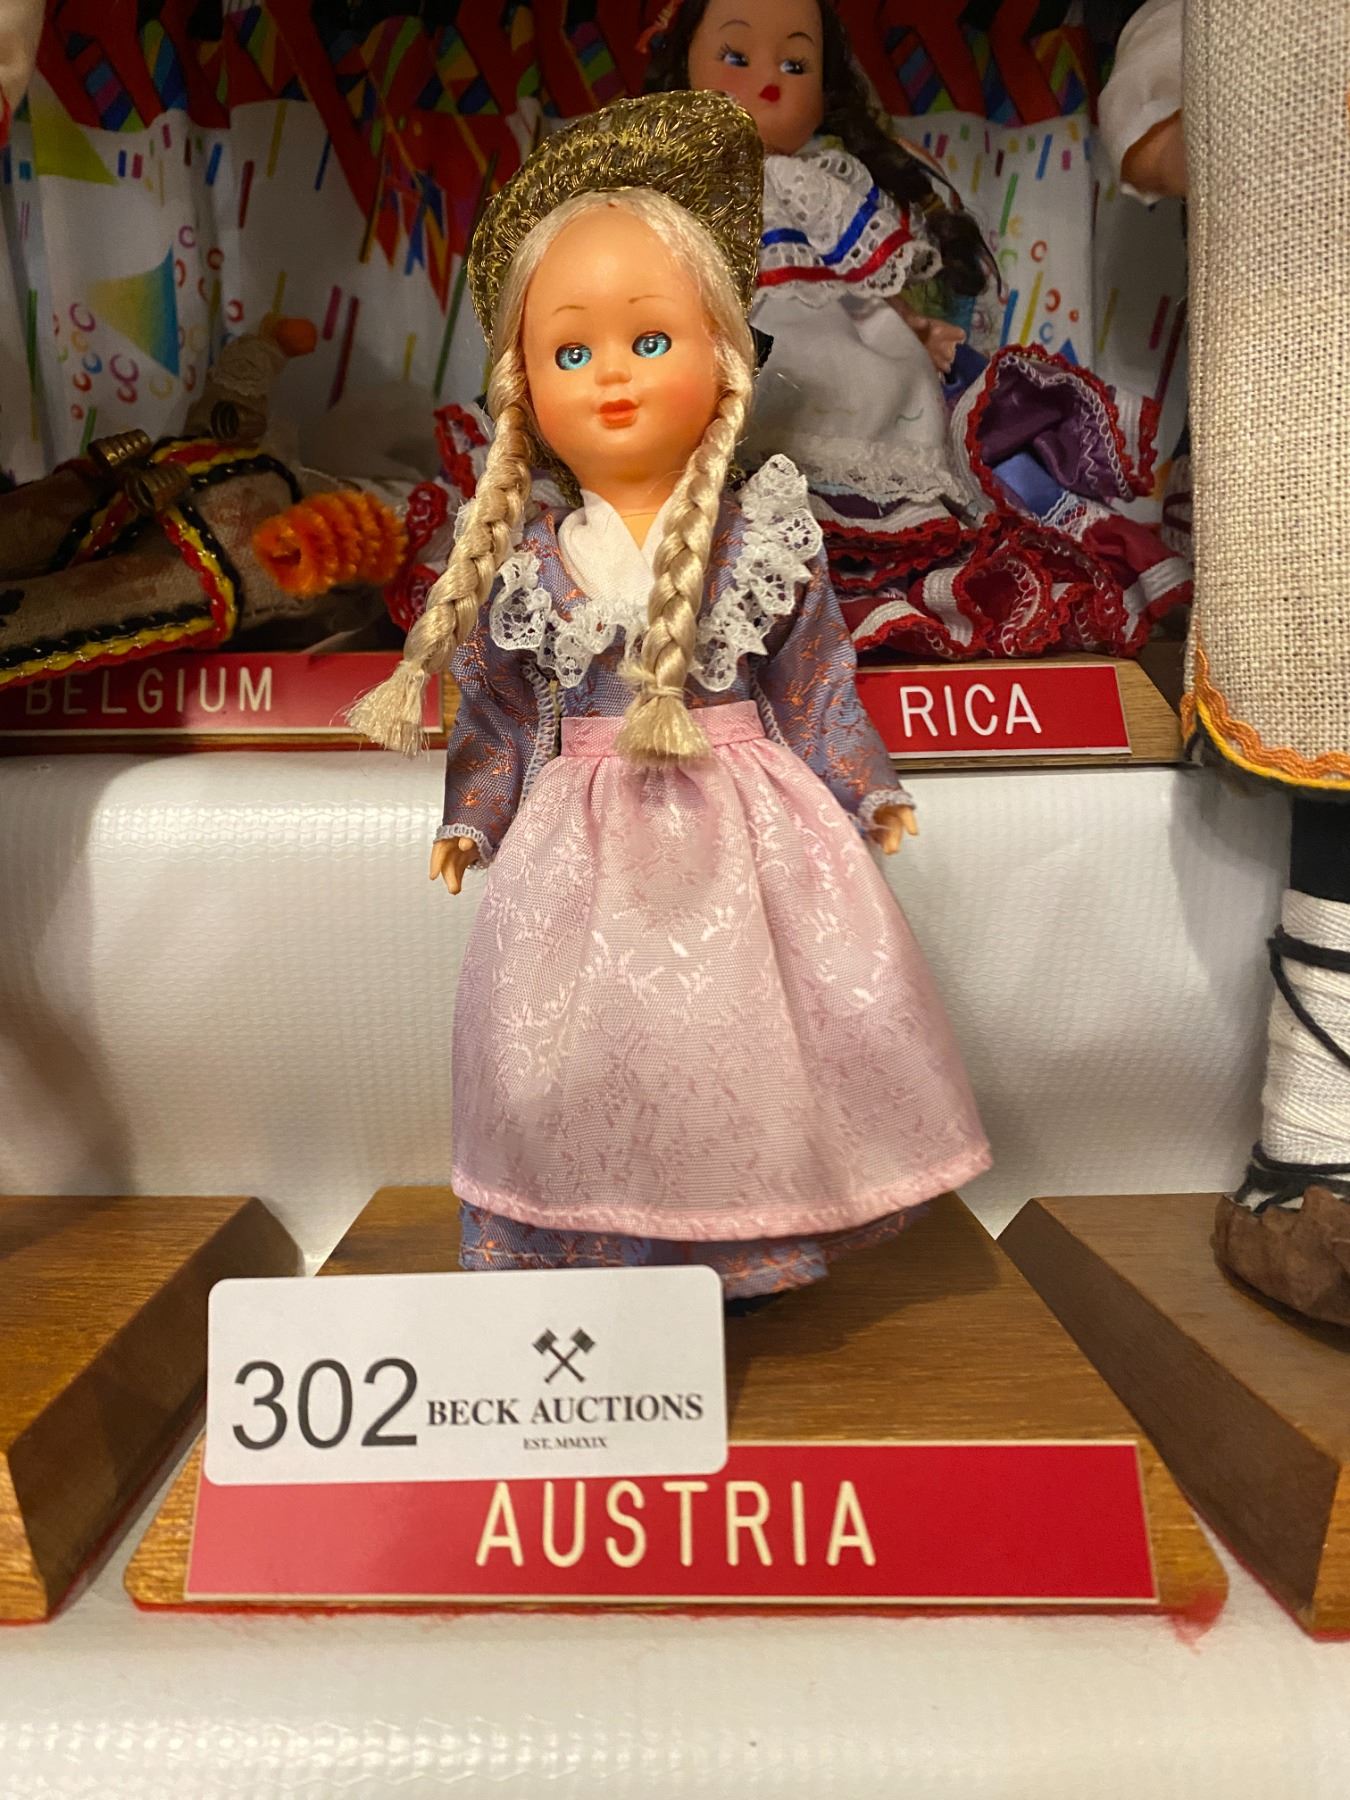 BELGIUM
RICA
302
BECK AUCTIONS
EST. MMXIX
AUSTRIA